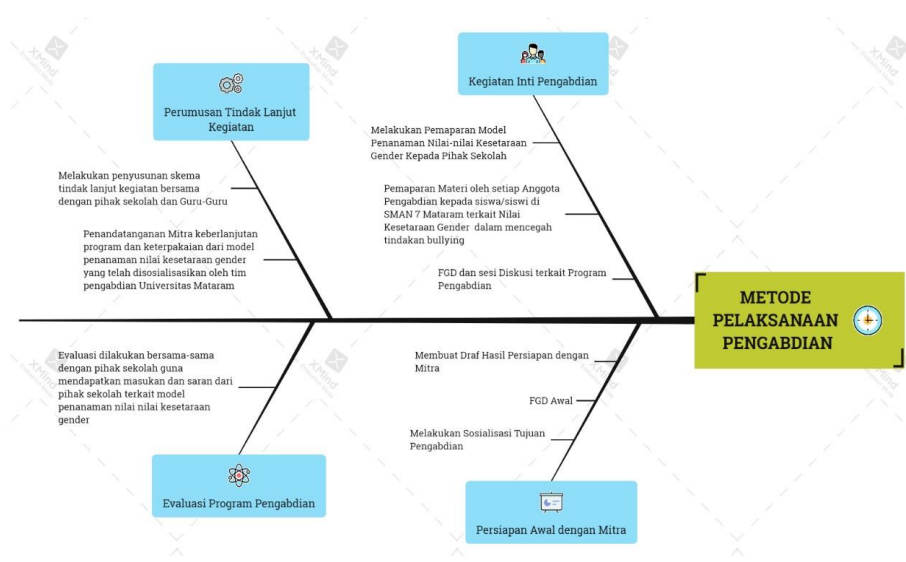 Kegiatan Inti Pengabdian
Perumusan Tindak Lanjut
Kegiatan
Melakukan Pemaparan Model
Penanaman Nilai-nilai Kesetaraan
Gender Kepada Pihak Sekolah
Melakukan penyusunan skema
tindak lanjut kegiatan bersama
dengan pihak sekolah dan Guru-Guru
Pemaparan Materi oleh setiap Anggota
Pengabdian kepada siswa/siswi di
SMAN 7 Mataram terkait Nilai
Kesetaraan Gender dalam mencegah
tindakan bullying
Penandatanganan Mitra keberlanjutan
program dan keterpakaian dari model
penanaman nilai kesetaraan gender
yang telah disosialisasikan oleh tim
pengabdian Universitas Mataram
FGD dan sesi Diskusi terkait Program
Pengabdian
METODE
PELAKSANAAN
PENGABDIAN
Evaluasi dilakukan bersama-sama
dengan pihak sekolah guna
mendapatkan masukan dan saran dari
pihak sekolah terkait model
penanaman nilai nilai kesetaraan
gender
Membuat Draf Hasil Persiapan dengan
Mitra
FGD Awal
Melakukan Sosialisasi Tujuan
Pengabdian
Evaluasi Program Pengabdian
Persiapan Awal dengan Mitra
XMind
XMind
XMind
XMind
XMind
XMind